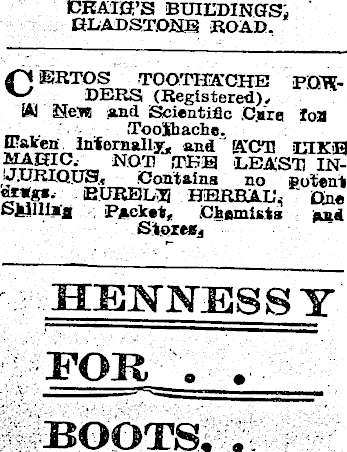 CRAIG'S BUILDINGS,
GLADSTONE ROAD.
CERTOS TOOTHACHE POW-
DERS (Registered).
A New and Scientific Cure for
Toothache.
Taken Internally, and ACT LIKE
MAGIC. NOT THE LEAST IN-
JURIOUS. Contains no potent
drugs. PURELY HERBAL. One
Shilling Packet, Chemists and
Stores.
HENNESSY
FOR . .
BOOTS. .